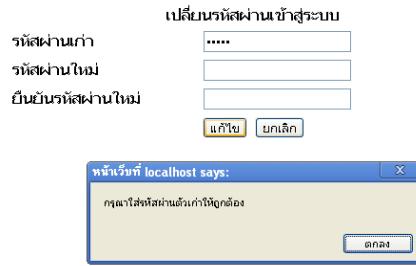 เปลี่ยนรหัสผ่านเข้าสู่ระบบ
รหัสผ่านเก่า
รหัสผ่านใหม่
ยืนยันรหัสผ่านใหม่
แก้ไข ยกเลิก
หน้าเว็บที่ localhost says:
กรุณาใส่รหัสผ่านตัวเก่าให้ถูกต้อง
ตกลง